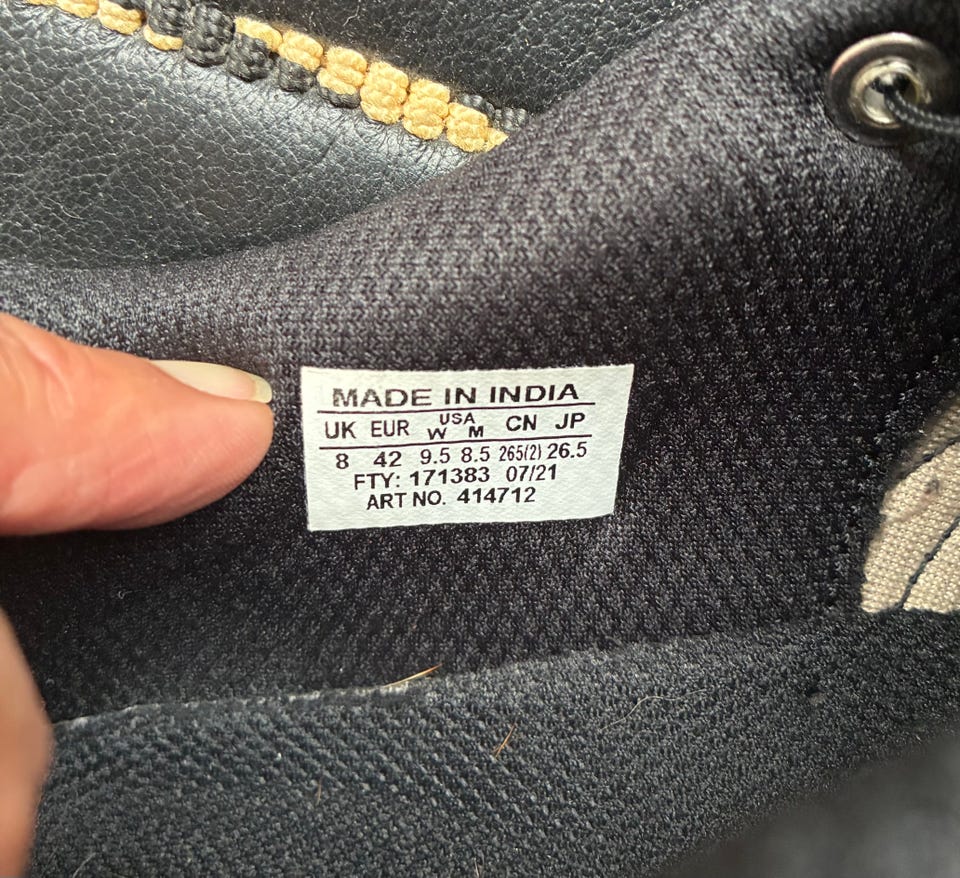 MADE IN INDIA
UK EUR USA W M CN JP
8 42 9.5 8.5 265(2) 26.5
FTY: 171383 07/21
ART NO. 414712